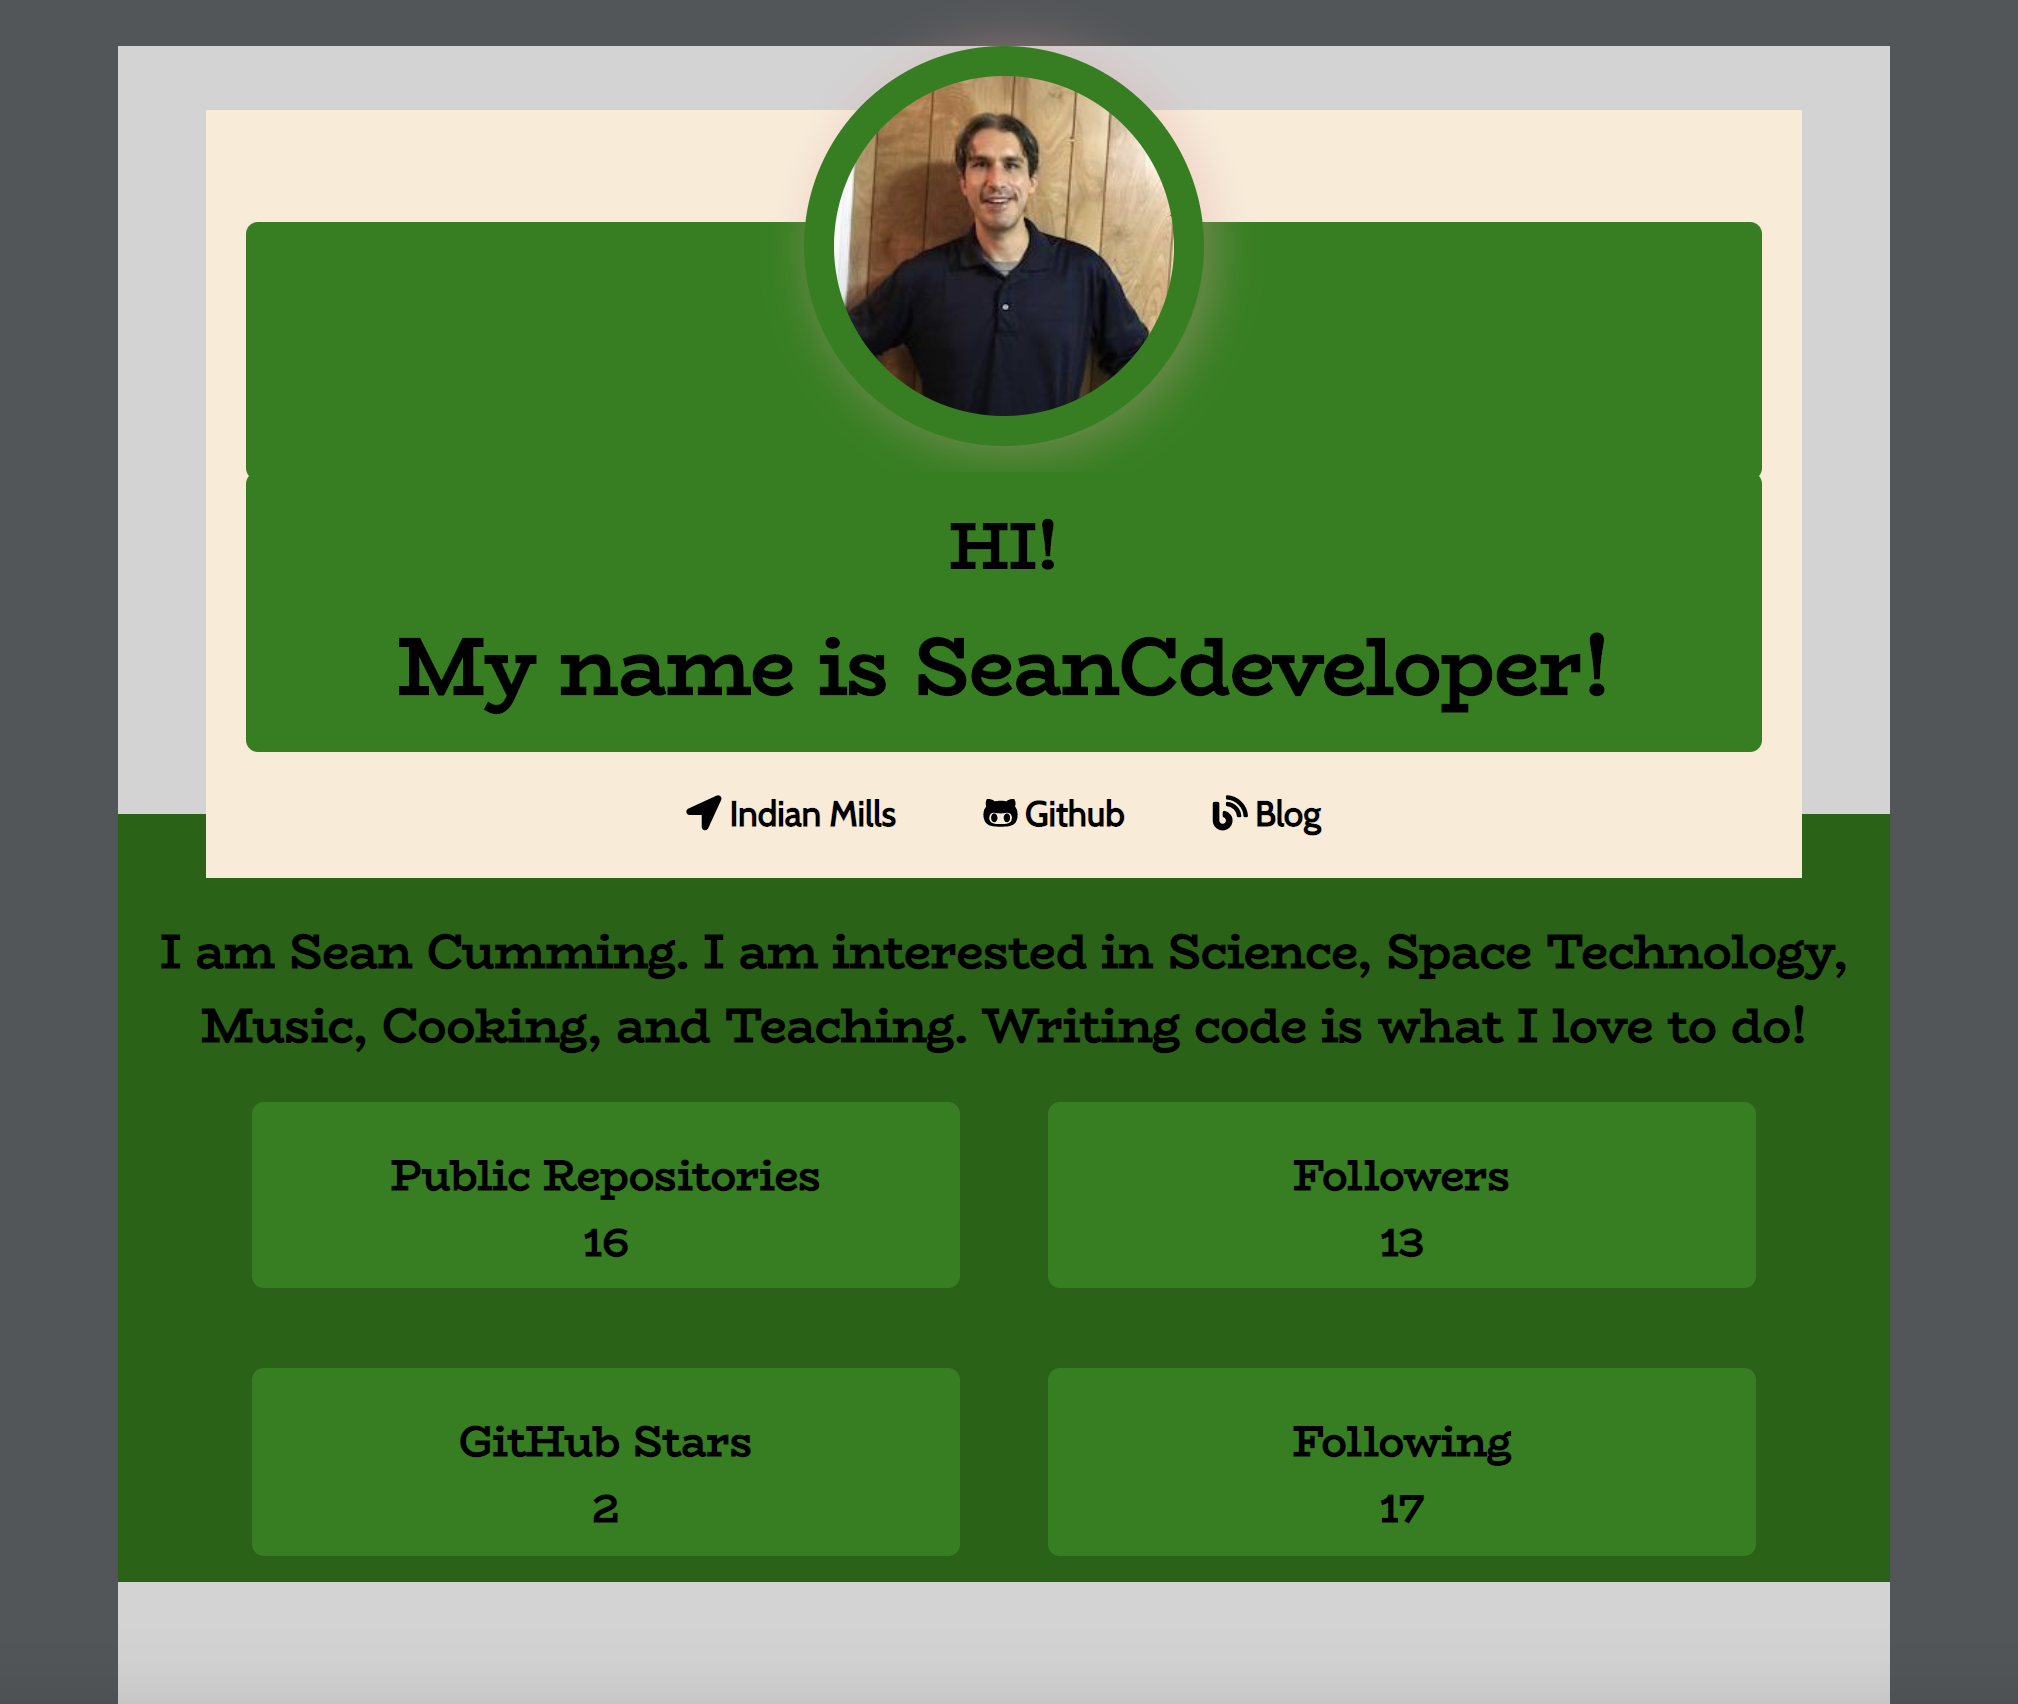 HI!
My name is SeanCdeveloper!
Indian Mills Github Blog
I am Sean Cumming. I am interested in Science, Space Technology,
Music, Cooking, and Teaching. Writing code is what I love to do!
Public Repositories
16
Followers
13
GitHub Stars
2
Following
17